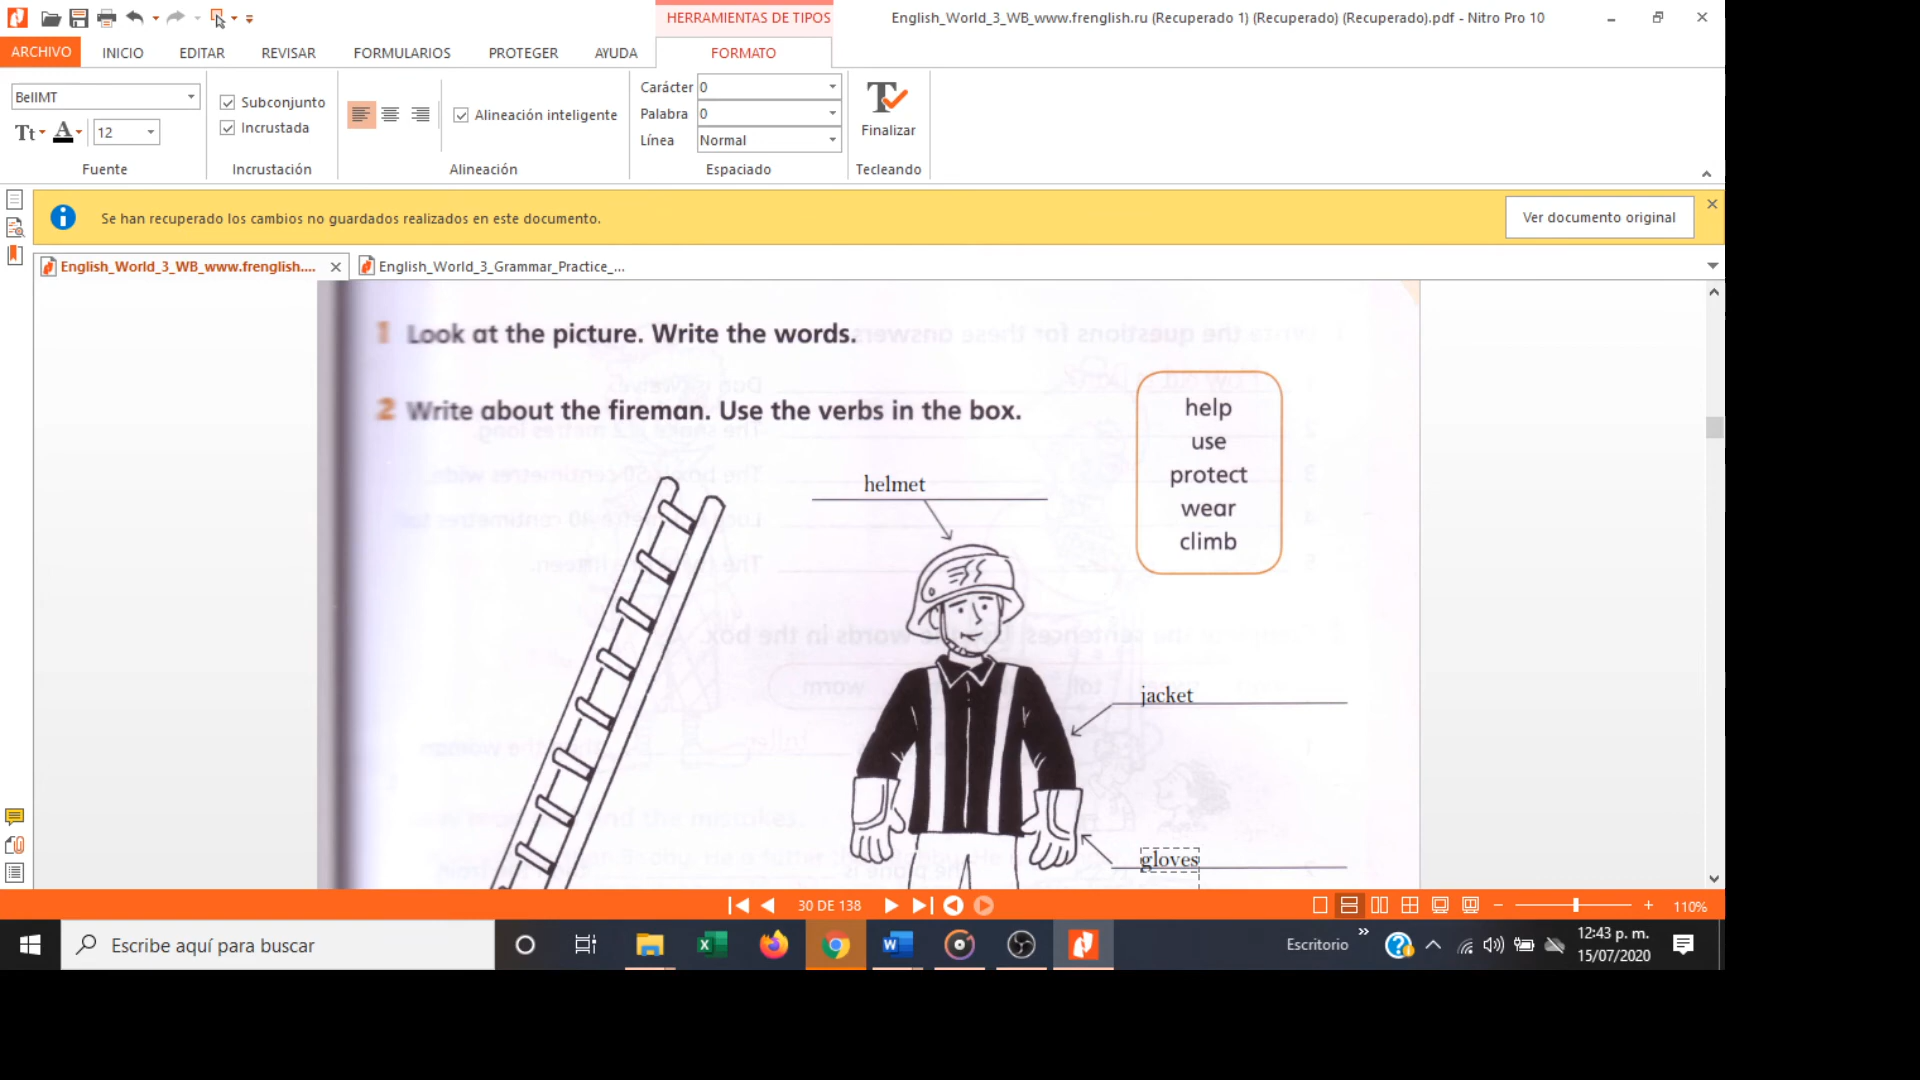 HERRAMIENTAS DE TIPOS
English_World_3_WB_www.frenglish.ru (Recuperado 1) (Recuperado) (Recuperado).pdf - Nitro Pro 10
ARCHIVO INICIO EDITAR REVISAR FORMULARIOS PROTEGER AYUDA FORMATO
BellMT
Subconjunto
Incrustada
12
Alineación inteligente
Carácter 0
Palabra 0
Línea Normal
Finalizar
Fuente Incrustación Alineación Espaciado Tecleando
Se han recuperado los cambios no guardados realizados en este documento.
Ver documento original
English_World_3_WB_www.frenglish.... English_World_3_Grammar_Practice_...
1 Look at the picture. Write the words.
2 Write about the fireman. Use the verbs in the box.
help
use
protect
wear
climb
helmet
jacket
gloves
30 DE 138
110%
Escribe aquí para buscar
Escritorio
12:43 p. m.
15/07/2020